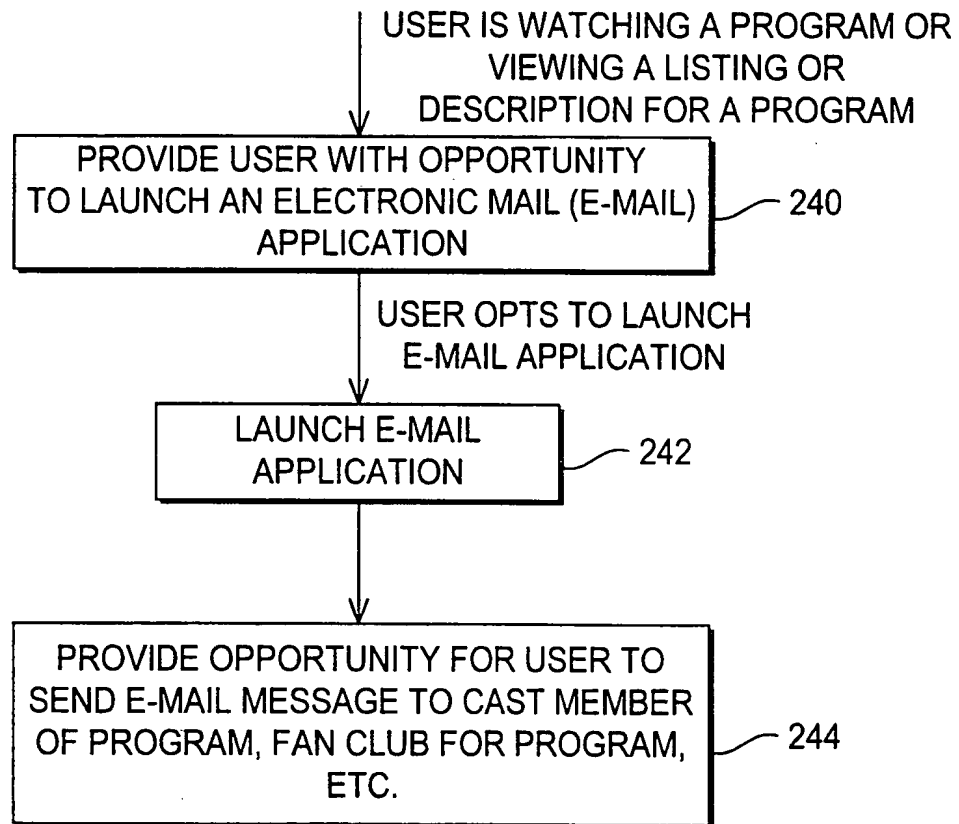 USER IS WATCHING A PROGRAM OR
VIEWING A LISTING OR
DESCRIPTION FOR A PROGRAM
PROVIDE USER WITH OPPORTUNITY
TO LAUNCH AN ELECTRONIC MAIL (E-MAIL)
APPLICATION
240
USER OPTS TO LAUNCH
E-MAIL APPLICATION
LAUNCH E-MAIL
APPLICATION
242
PROVIDE OPPORTUNITY FOR USER TO
SEND E-MAIL MESSAGE TO CAST MEMBER
OF PROGRAM, FAN CLUB FOR PROGRAM,
ETC.
244